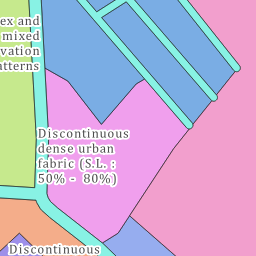 ex and
mixed
vation
atterns
Discontinuous
dense urban
fabric (S.L. :
50% - 80%)
Discontinuous